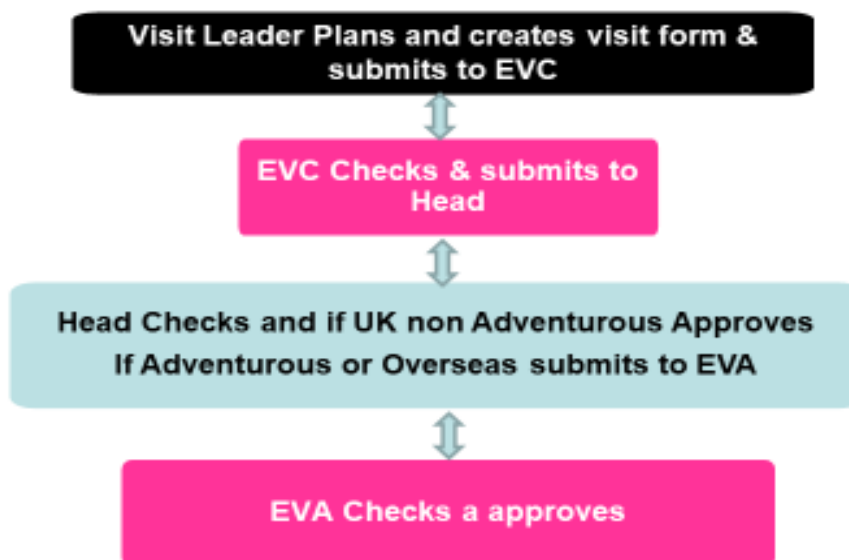 Visit Leader Plans and creates visit form &
submits to EVC
EVC Checks & submits to
Head
Head Checks and if UK non Adventurous Approves
If Adventurous or Overseas submits to EVA
EVA Checks a approves